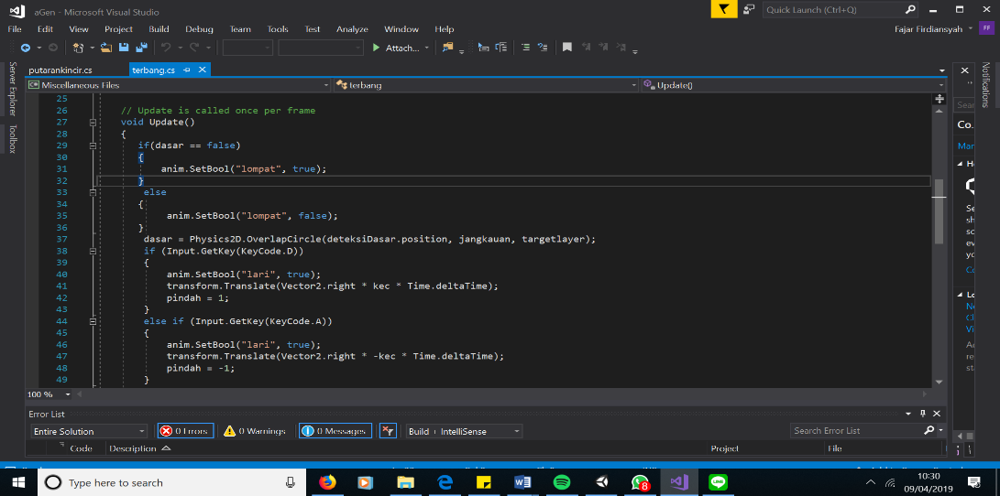 aGen - Microsoft Visual Studio
Quick Launch (Ctrl+Q)
File Edit View Project Build Debug Team Tools Test Analyze Window Help
Fajar Firdiansyah FF
Attach...
putarankincir.cs terbang.cs
Miscellaneous Files terbang Update()
Server Explorer
Toolbox
Notifications
25
26 // Update is called once per frame
27 void Update()
28 {
29 if(dasar == false)
30 {
31 anim.SetBool("lompat", true);
32 }
33 else
34 {
35 anim.SetBool("lompat", false);
36 }
37 dasar = Physics2D.OverlapCircle(deteksiDasar.position, jangkauan, targetlayer);
38 if (Input.GetKey(KeyCode.D))
39 {
40 anim.SetBool("lari", true);
41 transform.Translate(Vector2.right * kec * Time.deltaTime);
42 pindah = 1;
43 }
44 else if (Input.GetKey(KeyCode.A))
45 {
46 anim.SetBool("lari", true);
47 transform.Translate(Vector2.right * -kec * Time.deltaTime);
48 pindah = -1;
49 }
Sear
Co...
Mar
100 %
Error List
Entire Solution 0 Errors 0 Warnings 0 Messages Build + IntelliSense Search Error List
Code Description Project File
Type here to search
8
10:30
09/04/2019